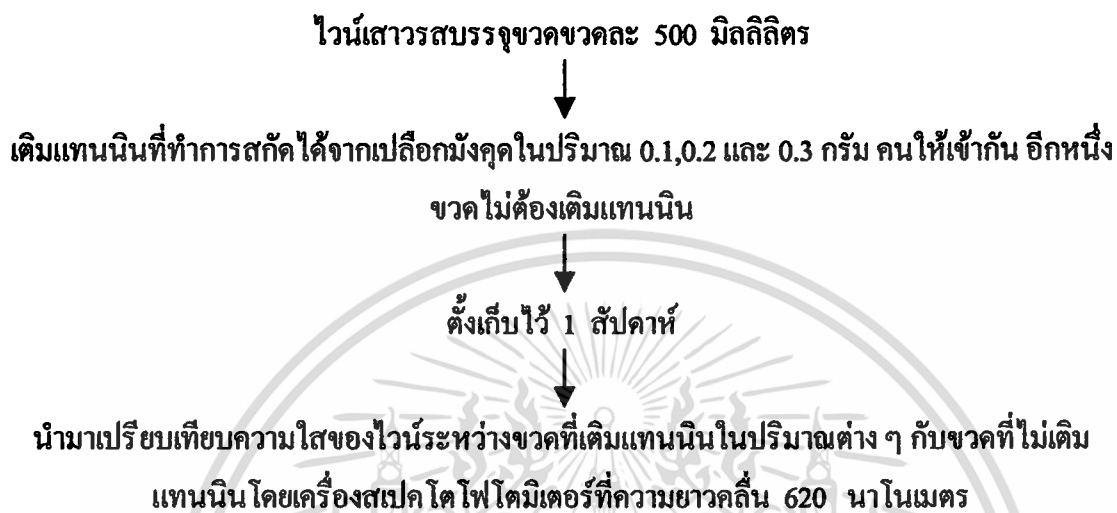 ไวน์เสาวรสบรรจุขวดขวดละ 500 มิลลิลิตร
เติมแทนนินที่ทำการสกัดได้จากเปลือกมังคุดในปริมาณ 0.1,0.2 และ 0.3 กรัม คนให้เข้ากัน อีกหนึ่ง
ขวดไม่ต้องเติมแทนนิน
ตั้งเก็บไว้ 1 สัปดาห์
นำมาเปรียบเทียบความใสของไวน์ระหว่างขวดที่เติมแทนนินในปริมาณต่าง ๆ กับขวดที่ไม่เติม
แทนนินโดยเครื่องสเปคโตโฟโตมิเตอร์ที่ความยาวคลื่น 620 นาโนเมตร